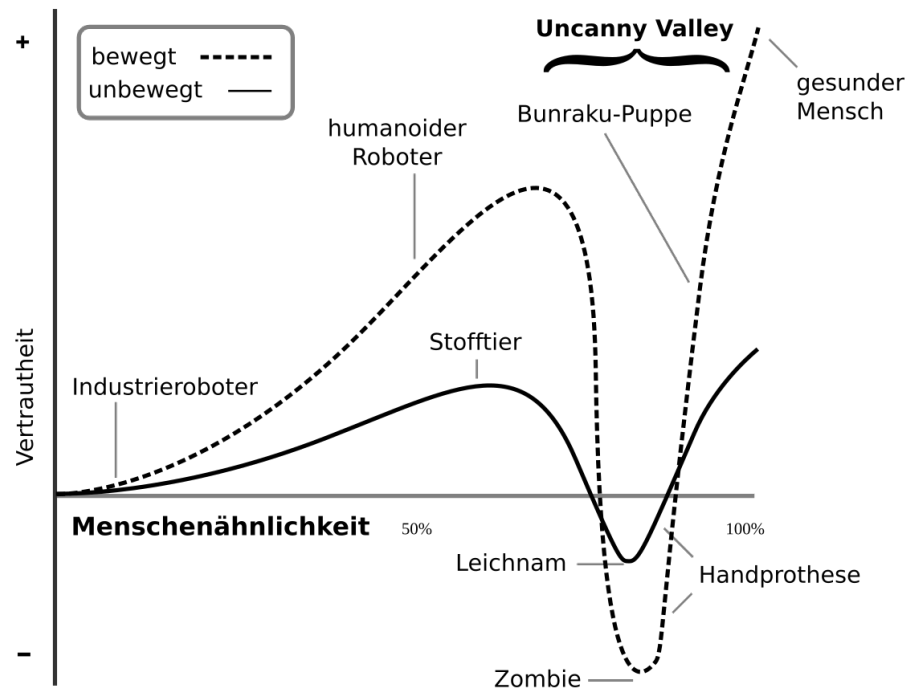 Uncanny Valley
+
bewegt
unbewegt
gesunder
Mensch
Bunraku-Puppe
humanoider
Roboter
Stofftier
Industrieroboter
Vertrautheit
Menschenähnlichkeit
50%
100%
Leichnam
Handprothese
–
Zombie